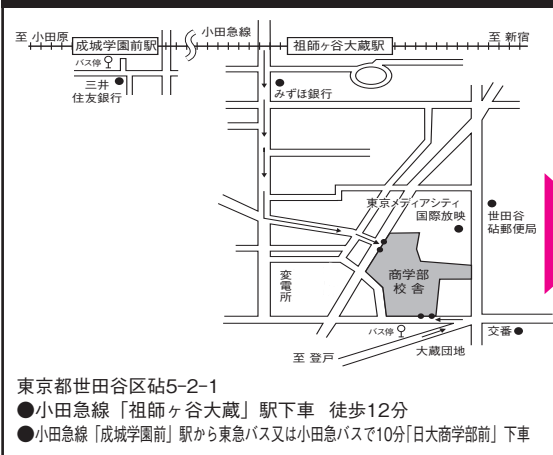 至 小田原
成城学園前駅
小田急線
祖師ヶ谷大蔵駅
至 新宿
バス停
三井
住友銀行
みずほ銀行
東京メディアシティ
国際放映
世田谷
砧郵便局
商学部
校 舎
変電所
バス停
交番
大蔵団地
至 登戸
東京都世田谷区砧5-2-1
●小田急線「祖師ヶ谷大蔵」駅下車 徒歩12分
●小田急線「成城学園前」駅から東急バス又は小田急バスで10分「日大商学部前」下車